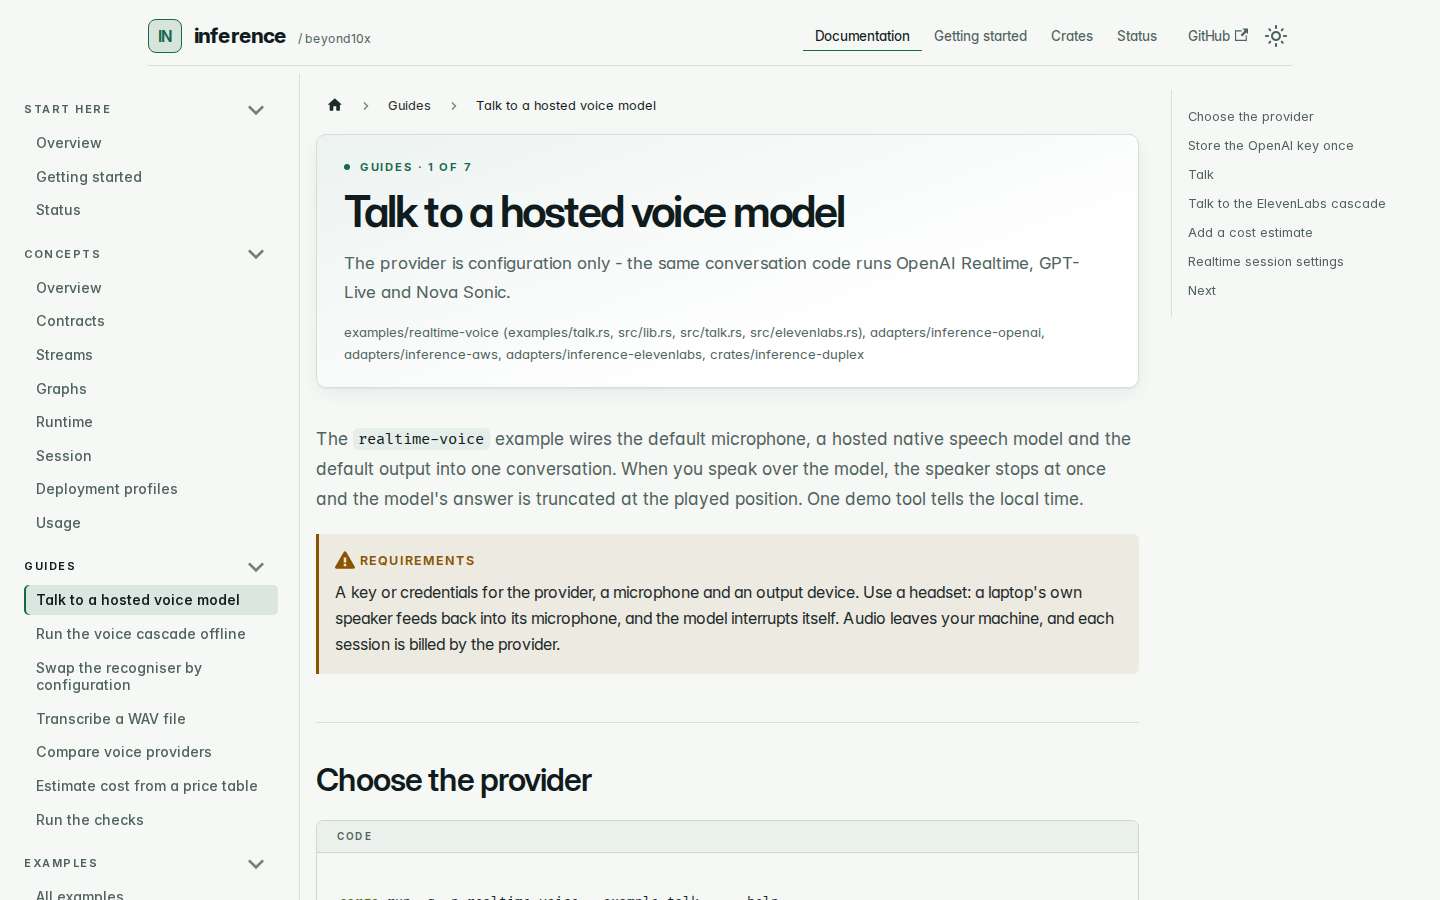 IN inference / beyond10x
Documentation Getting started Crates Status GitHub
START HERE
Overview
Getting started
Status
CONCEPTS
Overview
Contracts
Streams
Graphs
Runtime
Session
Deployment profiles
Usage
GUIDES
Talk to a hosted voice model
Run the voice cascade offline
Swap the recogniser by
configuration
Transcribe a WAV file
Compare voice providers
Estimate cost from a price table
Run the checks
EXAMPLES
All examples
Guides
Talk to a hosted voice model
GUIDES · 1 OF 7
Talk to a hosted voice model
The provider is configuration only - the same conversation code runs OpenAI Realtime, GPT-
Live and Nova Sonic.
examples/realtime-voice (examples/talk.rs, src/lib.rs, src/talk.rs, src/elevenlabs.rs), adapters/inference-openai,
adapters/inference-aws, adapters/inference-elevenlabs, crates/inference-duplex
The realtime-voice example wires the default microphone, a hosted native speech model and the
default output into one conversation. When you speak over the model, the speaker stops at once
and the model's answer is truncated at the played position. One demo tool tells the local time.
REQUIREMENTS
A key or credentials for the provider, a microphone and an output device. Use a headset: a laptop's own
speaker feeds back into its microphone, and the model interrupts itself. Audio leaves your machine, and each
session is billed by the provider.
Choose the provider
CODE
Choose the provider
Store the OpenAI key once
Talk
Talk to the ElevenLabs cascade
Add a cost estimate
Realtime session settings
Next